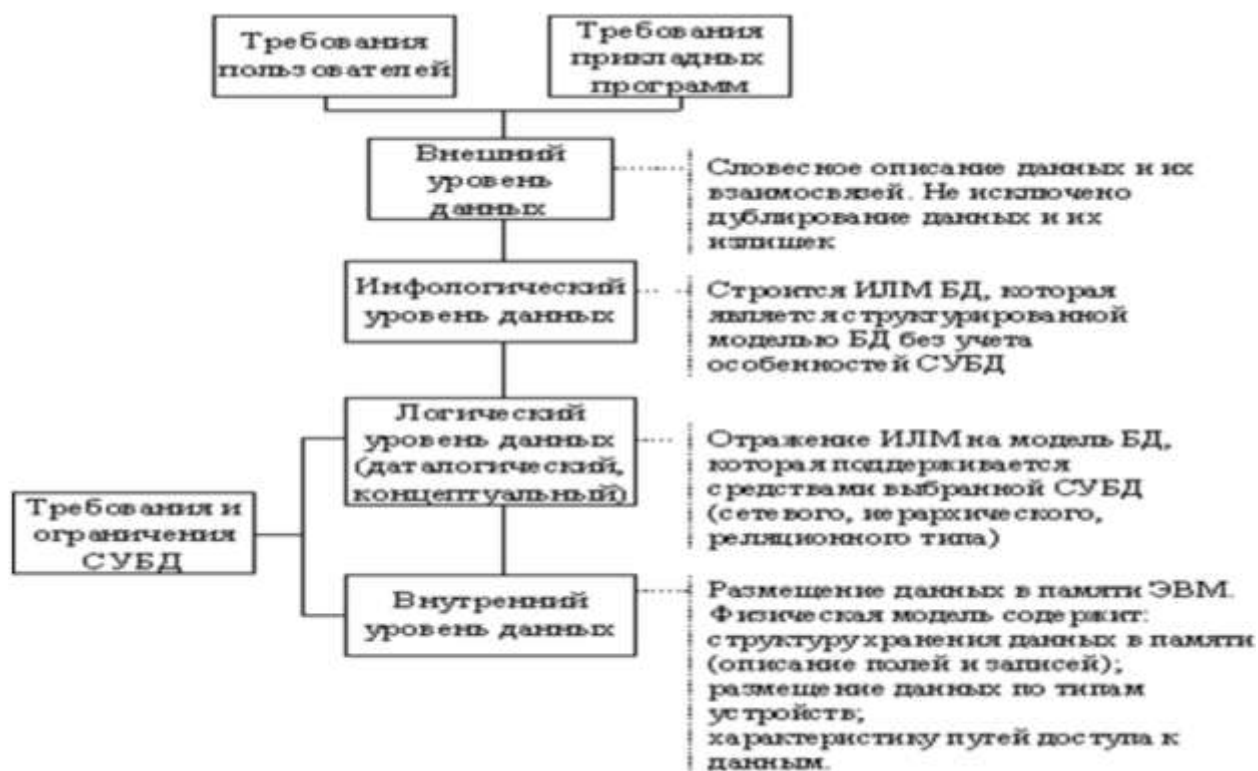 Требования
пользователей
Требования
прикладных
программ
Внешний
уровень
данных
Словесное описание данных и их
взаимосвязей. Не исключено
дублирование данных и их
излишек
Инфологический
уровень данных
Строится ИЛМ БД, которая
является структурированной
моделью БД без учета
особенностей СУБД
Логический
уровень данных
(даталогический,
концептуальный)
Отражение ИЛМ на модель БД,
которая поддерживается
средствами выбранной СУБД
(сетевого, иерархического,
реляционного типа)
Требования и
ограничения
СУБД
Внутренний
уровень данных
Размещение данных в памяти ЭВМ.
Физическая модель содержит:
структуру хранения данных в памяти
(описание полей и записей);
размещение данных по типам
устройств;
характеристику путей доступа к
данным.